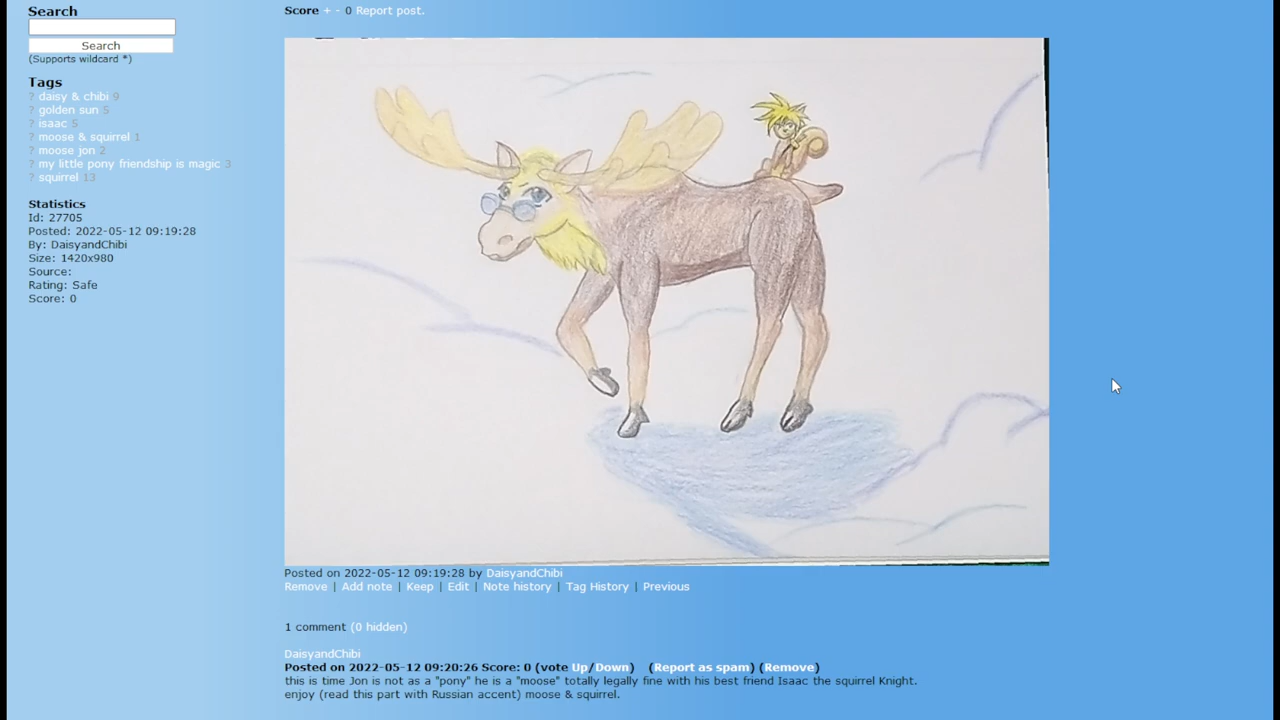 Search
Search
(Supports wildcard *)
Tags
? daisy & chibi 9
? golden sun 5
? isaac 5
? moose & squirrel 1
? moose jon 2
? my little pony friendship is magic 3
? squirrel 13
Statistics
Id: 27705
Posted: 2022-05-12 09:19:28
By: DaisyandChibi
Size: 1420x980
Source:
Rating: Safe
Score: 0
Score + - 0 Report post.
Posted on 2022-05-12 09:19:28 by DaisyandChibi
Remove | Add note | Keep | Edit | Note history | Tag History | Previous
1 comment (0 hidden)
DaisyandChibi
Posted on 2022-05-12 09:20:26 Score: 0 (vote Up/Down) (Report as spam) (Remove)
this is time Jon is not as a "pony" he is a "moose" totally legally fine with his best friend Isaac the squirrel Knight.
enjoy (read this part with Russian accent) moose & squirrel.